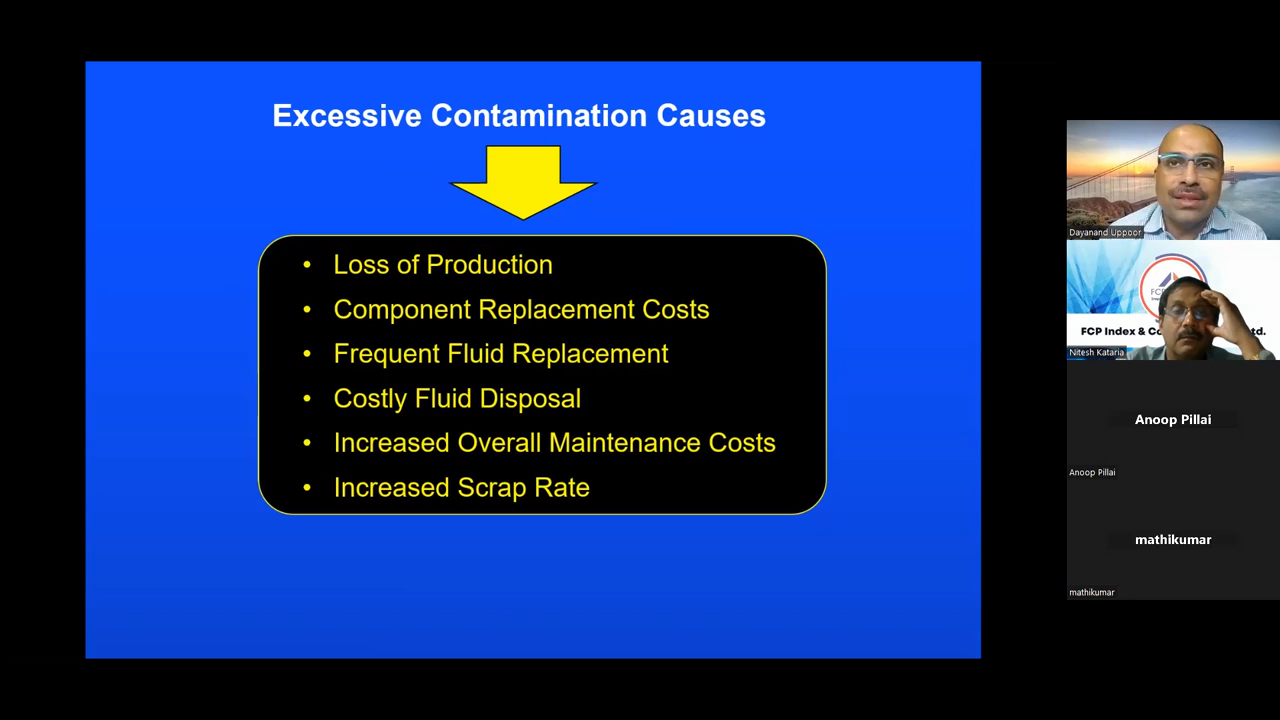 Excessive Contamination Causes
• Loss of Production
• Component Replacement Costs
• Frequent Fluid Replacement
• Costly Fluid Disposal
• Increased Overall Maintenance Costs
• Increased Scrap Rate
Dayanand Uppoor
FCP Index & Co
td.
Nitesh Kataria
Anoop Pillai
Anoop Pillai
mathikumar
mathikumar